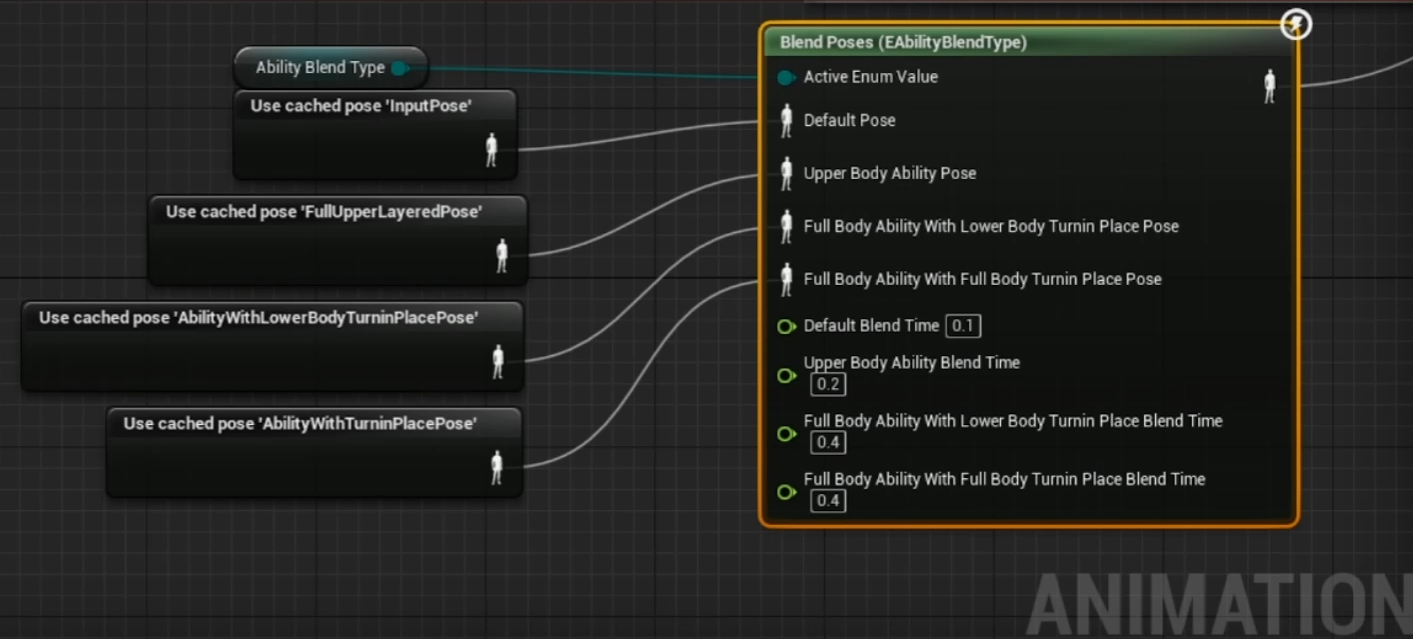 Ability Blend Type
Use cached pose 'InputPose'
Use cached pose 'FullUpperLayeredPose'
Use cached pose 'AbilityWithLowerBodyTurninPlacePose'
Use cached pose 'AbilityWithTurninPlacePose'
Blend Poses (EAbilityBlendType)
Active Enum Value
Default Pose
Upper Body Ability Pose
Full Body Ability With Lower Body Turnin Place Pose
Full Body Ability With Full Body Turnin Place Pose
Default Blend Time 0.1
Upper Body Ability Blend Time
0.2
Full Body Ability With Lower Body Turnin Place Blend Time
0.4
Full Body Ability With Full Body Turnin Place Blend Time
0.4
ANIMATION